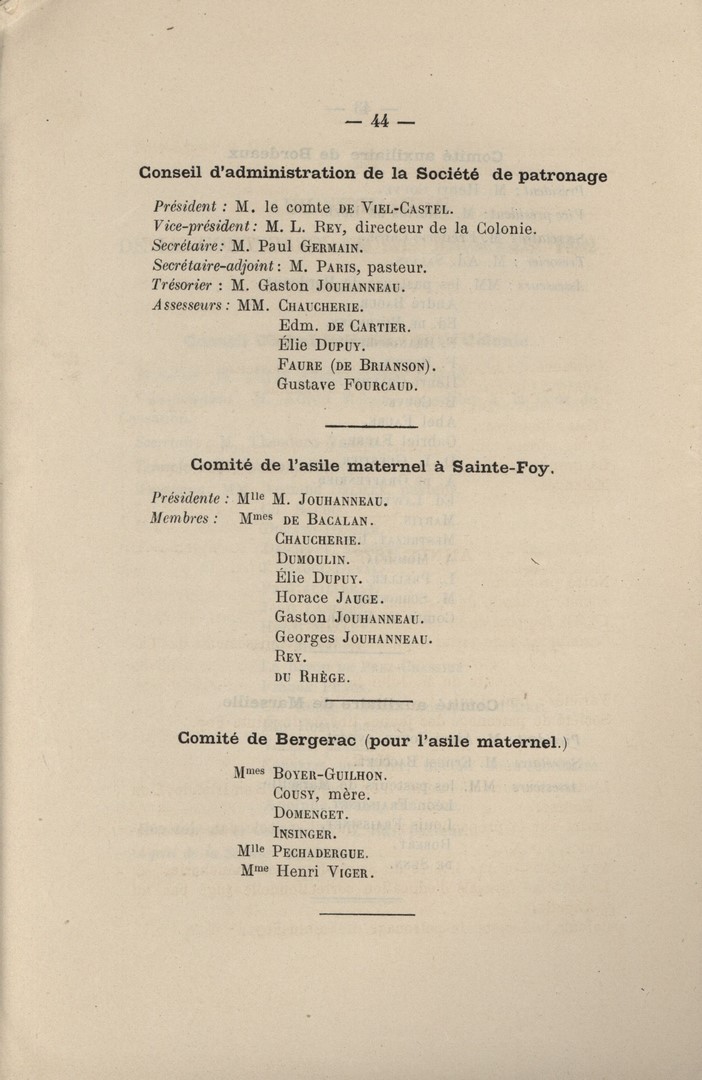 — 44 —
Conseil d'administration de la Société de patronage
Président : M. le comte DE VIEL-CASTEL.
Vice-président : M. L. REY, directeur de la Colonie.
Secrétaire : M. Paul GERMAIN.
Secrétaire-adjoint : M. PARIS, pasteur.
Trésorier : M. Gaston JOUHANNEAU.
Assesseurs : MM. CHAUCHERIE.
Edm. DE CARTIER.
Élie DUPUY.
FAURE (DE BRIANSON).
Gustave FOURCAUD.
Comité de l'asile maternel à Sainte-Foy.
Présidente : Mlle M. JOUHANNEAU.
Membres : Mmes DE BACALAN.
CHAUCHERIE.
DUMOULIN.
Élie DUPUY.
Horace JAUGE.
Gaston JOUHANNEAU.
Georges JOUHANNEAU.
REY.
DU RHÈGE.
Comité de Bergerac (pour l'asile maternel.)
Mmes BOYER-GUILHON.
COUSY, mère.
DOMENGET.
INSINGER.
Mlle PECHADERGUE.
Mme Henri VIGER.